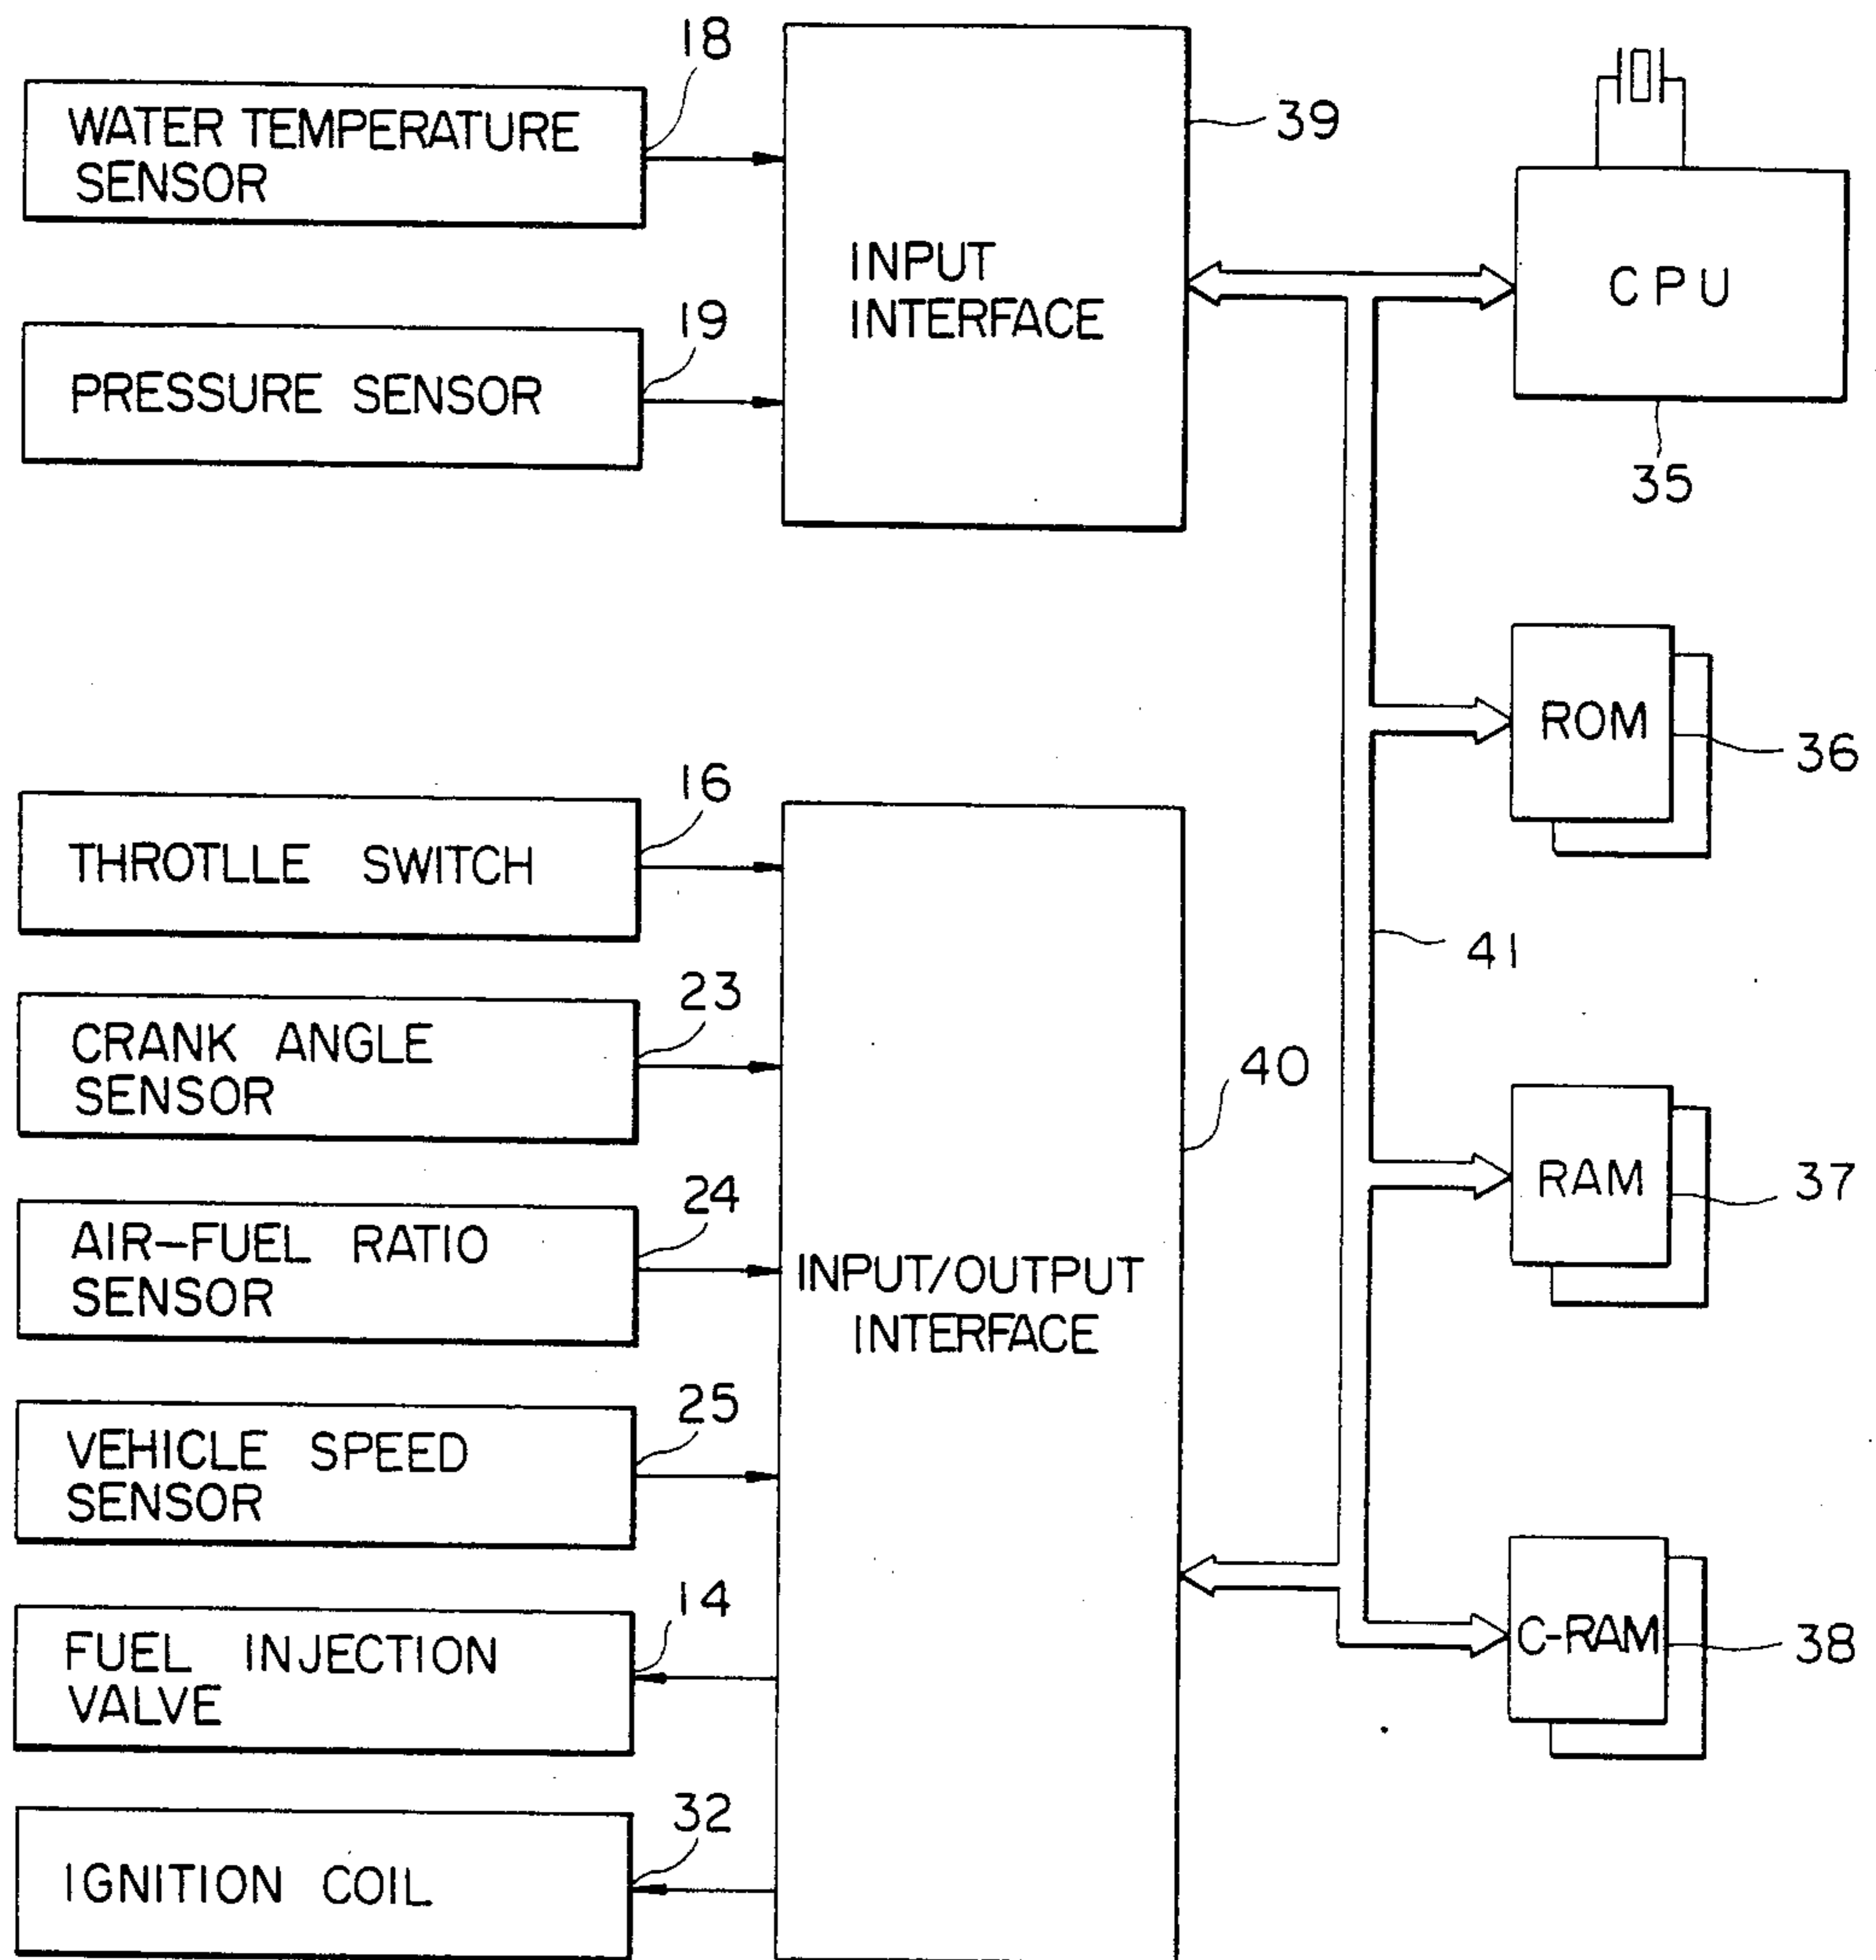 18
WATER TEMPERATURE
SENSOR
39
INPUT
INTERFACE
CPU
19
PRESSURE SENSOR
35
ROM
36
16
THROTLLE SWITCH
41
23
CRANK ANGLE
SENSOR
40
RAM
37
24
AIR-FUEL RATIO
SENSOR
INPUT/OUTPUT
INTERFACE
25
VEHICLE SPEED
SENSOR
14
FUEL INJECTION
VALVE
C-RAM
38
32
IGNITION COIL